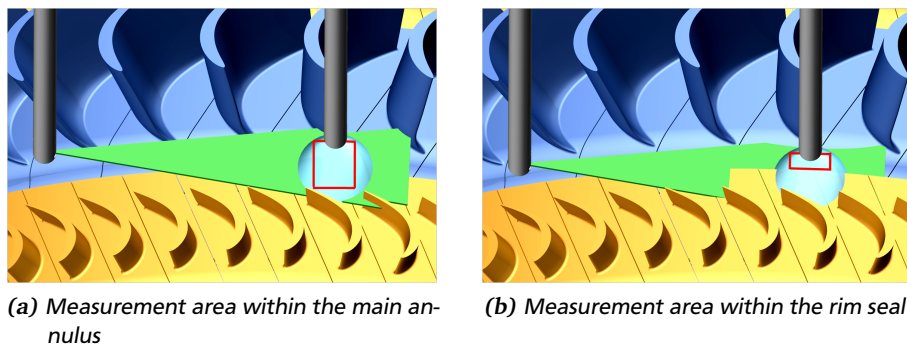 (a) Measurement area within the main an-
nulus
(b) Measurement area within the rim seal